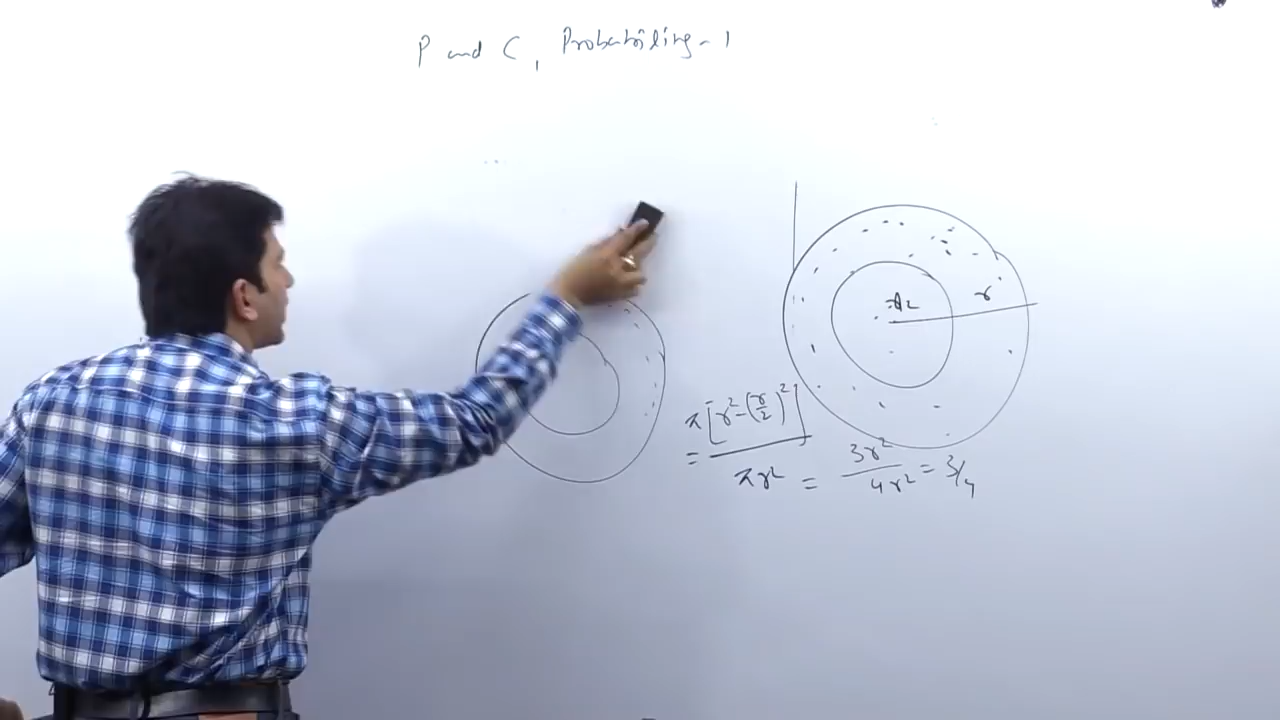 P and C, Probability - 1
r/2
r
= π[r² - (r/2)²] / πr² = 3r² / 4r² = 3/4